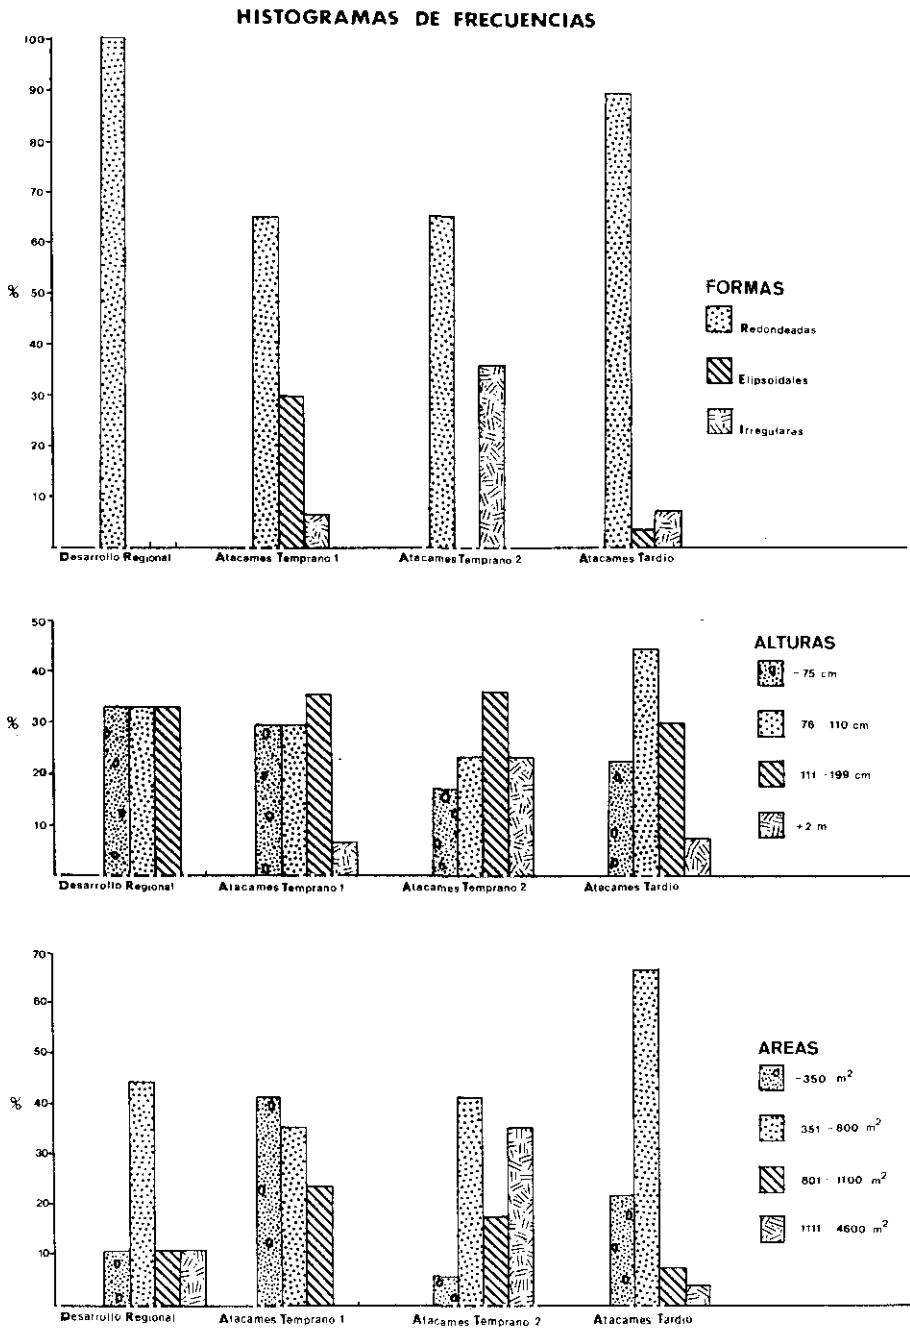 HISTOGRAMAS DE FRECUENCIAS
100
90
80
70
60
50
40
30
20
10
%
Desarrollo Regional
Atacames Temprano 1
Atacames Temprano 2
Atacames Tardío
FORMAS
Redondeadas
Elipsoidales
Irregularas
50
40
30
20
10
%
Desarrollo Regional
Atacames Temprano 1
Atacames Temprano 2
Atacames Tardío
ALTURAS
-75 cm
76 110 cm
111 -199 cm
+2 m
70
60
50
40
30
20
10
%
Desarrollo Regional
Atacames Temprano 1
Atacames Temprano 2
Atacames Tardío
AREAS
-350 m²
351 -800 m²
801 - 1100 m²
1111 4600 m²